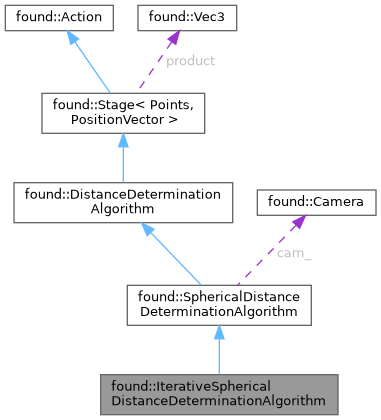 found::Action
found::Vec3
product
found::Stage< Points,
PositionVector >
found::DistanceDetermination
Algorithm
found::Camera
cam_
found::SphericalDistance
DeterminationAlgorithm
found::IterativeSpherical
DistanceDeterminationAlgorithm